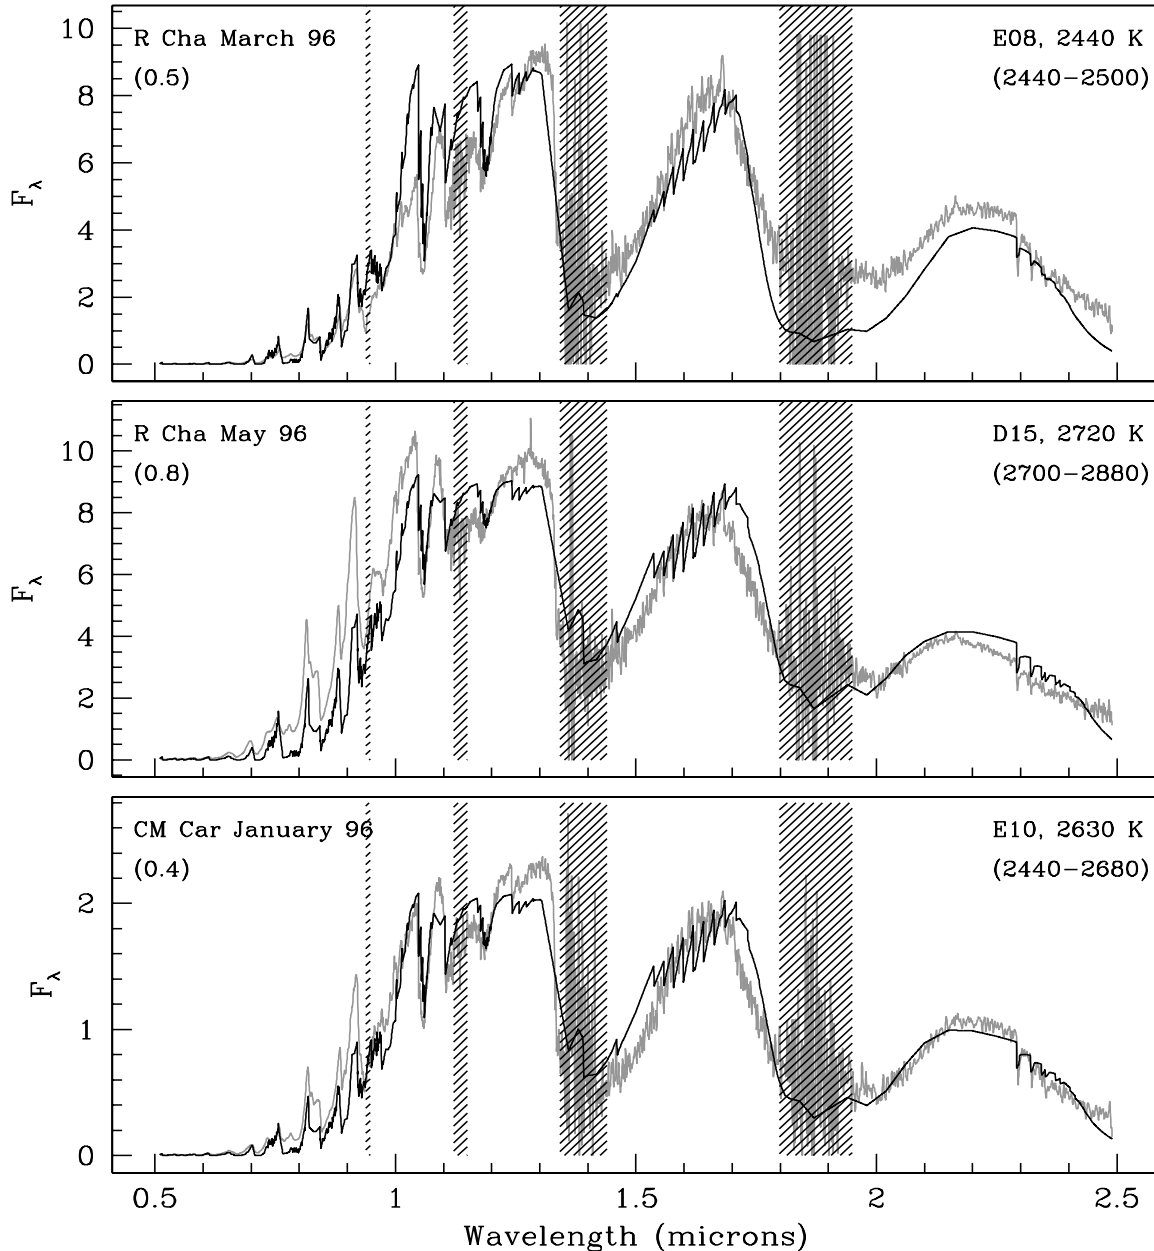 R Cha March 96
(0.5)
E08, 2440 K
(2440−2500)
10
8
6
4
2
0
F_λ
R Cha May 96
(0.8)
D15, 2720 K
(2700−2880)
10
8
6
4
2
0
F_λ
CM Car January 96
(0.4)
E10, 2630 K
(2440−2680)
2
1
0
F_λ
0.5 1 1.5 2 2.5
Wavelength (microns)